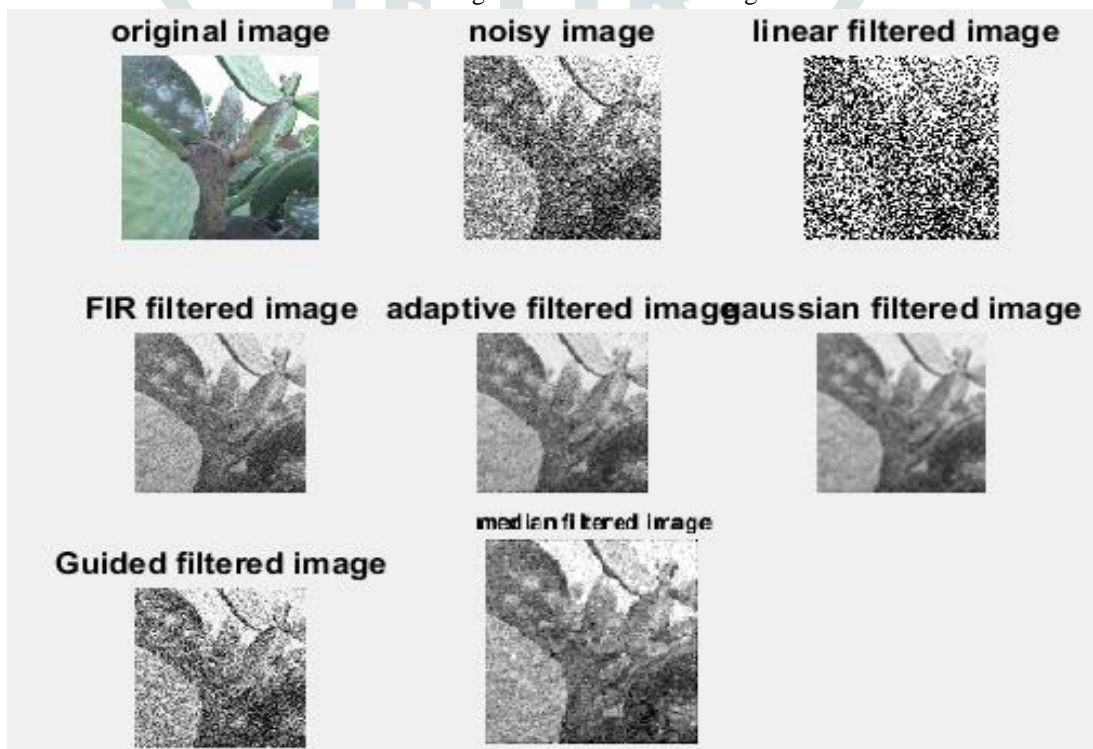 original image
noisy image
linear filtered image
FIR filtered image
adaptive filtered image
gaussian filtered image
median filtered image
Guided filtered image